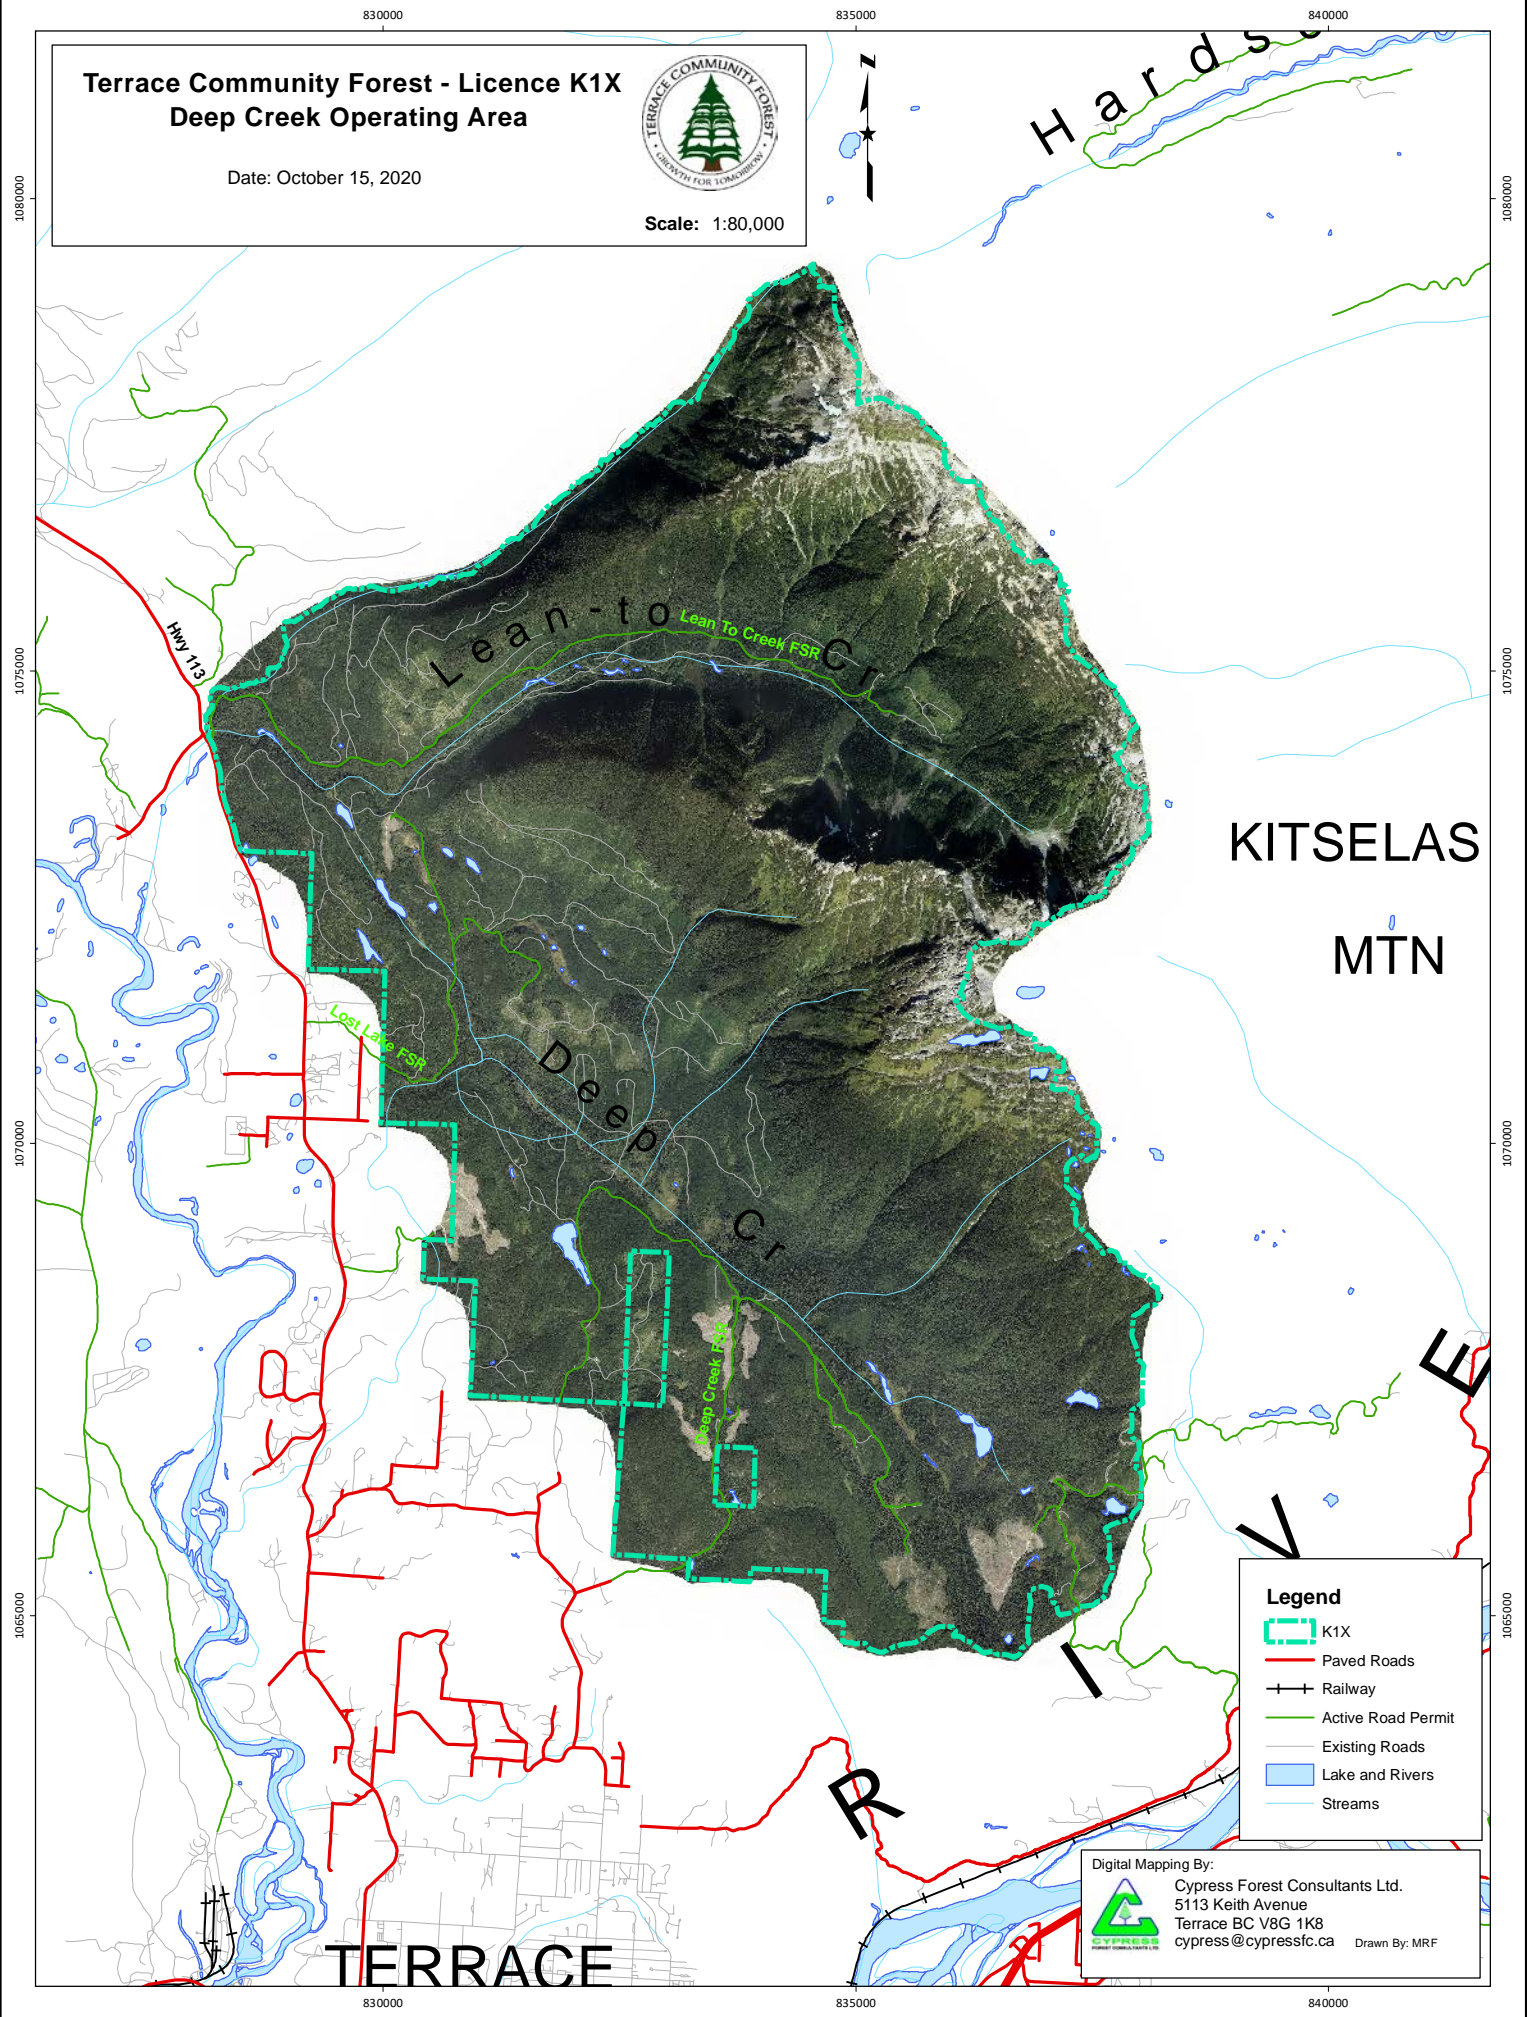 830000
835000
840000
Terrace Community Forest - Licence K1X
Deep Creek Operating Area
Date: October 15, 2020
Scale: 1:80,000
TERRACE COMMUNITY FOREST
• GROWTH FOR TOMORROW •
N
Hards
1080000
1080000
Hwy 113
Lean-to Cr
Lean To Creek FSR
1075000
1075000
KITSELAS
MTN
Lost Lake FSR
Deep Cr
1070000
1070000
Deep Creek FSR
R I V E
1065000
1065000
Legend
K1X
Paved Roads
Railway
Active Road Permit
Existing Roads
Lake and Rivers
Streams
Digital Mapping By:
Cypress Forest Consultants Ltd.
5113 Keith Avenue
Terrace BC V8G 1K8
cypress@cypressfc.ca
Drawn By: MRF
CYPRESS
FOREST CONSULTANTS LTD
TERRACE
830000
835000
840000